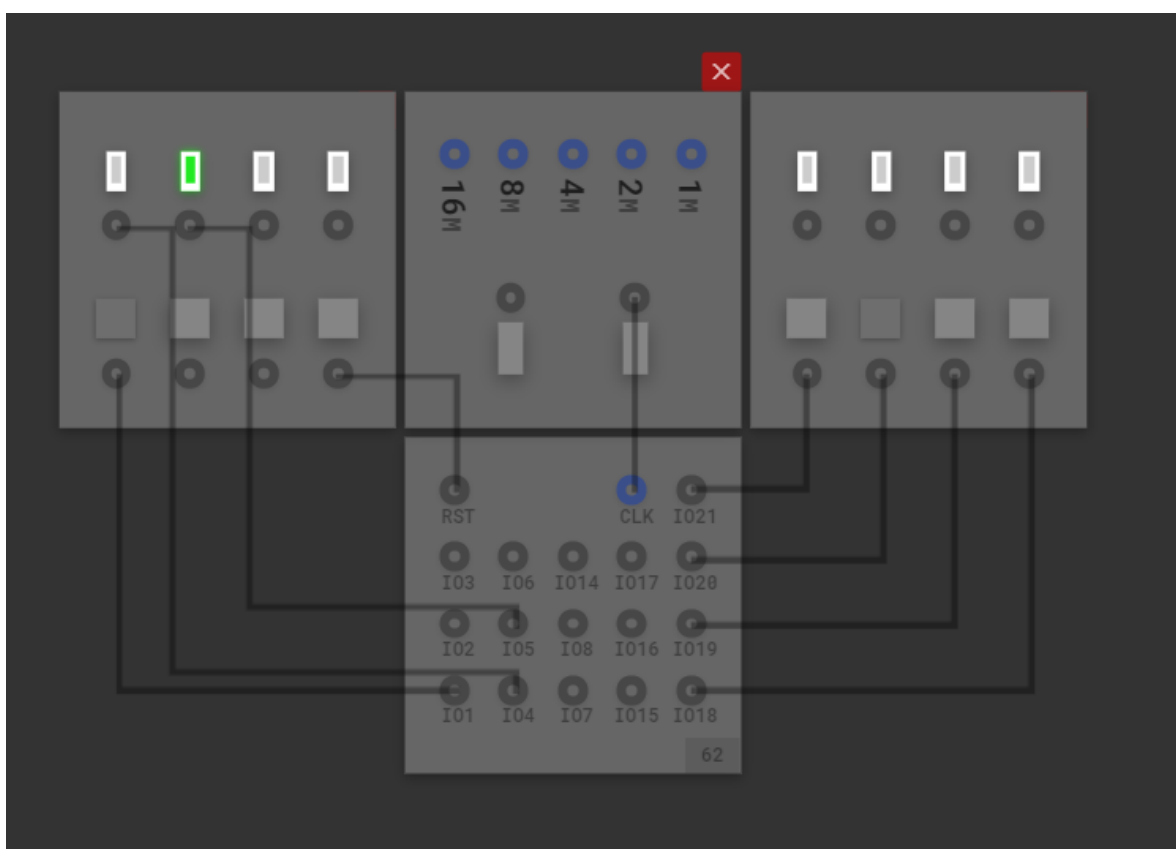 16M 8M 4M 2M 1M
RST CLK IO21
IO3 IO6 IO14 IO17 IO20
IO2 IO5 IO8 IO16 IO19
IO1 IO4 IO7 IO15 IO18
62